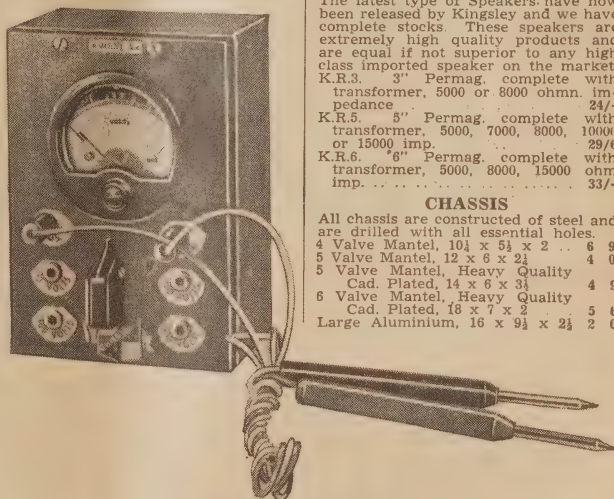 The latest type of Speakers have now
been released by Kingsley and we have
complete stocks. These speakers are
extremely high quality products and
are equal if not superior to any high
class imported speaker on the market
K.R.3. 3" Permag. complete with
transformer, 5000 or 8000 ohmn. im-
pedance . . . . . 24/-
K.R.5. 5" Permag. complete with
transformer, 5000, 7000, 8000, 10000
or 15000 imp. . . 29/6
K.R.6. "6" Permag. complete with
transformer, 5000, 8000, 15000 ohm
imp. . . . . . . . . . 33/-
CHASSIS
All chassis are constructed of steel and
are drilled with all essential holes.
4 Valve Mantel, 10¼ x 5½ x 2 .. 6 9
5 Valve Mantel, 12 x 6 x 2¼ 4 0
5 Valve Mantel, Heavy Quality
Cad. Plated, 14 x 6 x 3½ 4 9
6 Valve Mantel, Heavy Quality
Cad. Plated, 18 x 7 x 2 . . 5
Large Aluminium, 16 x 9½ x 2½ 2 0